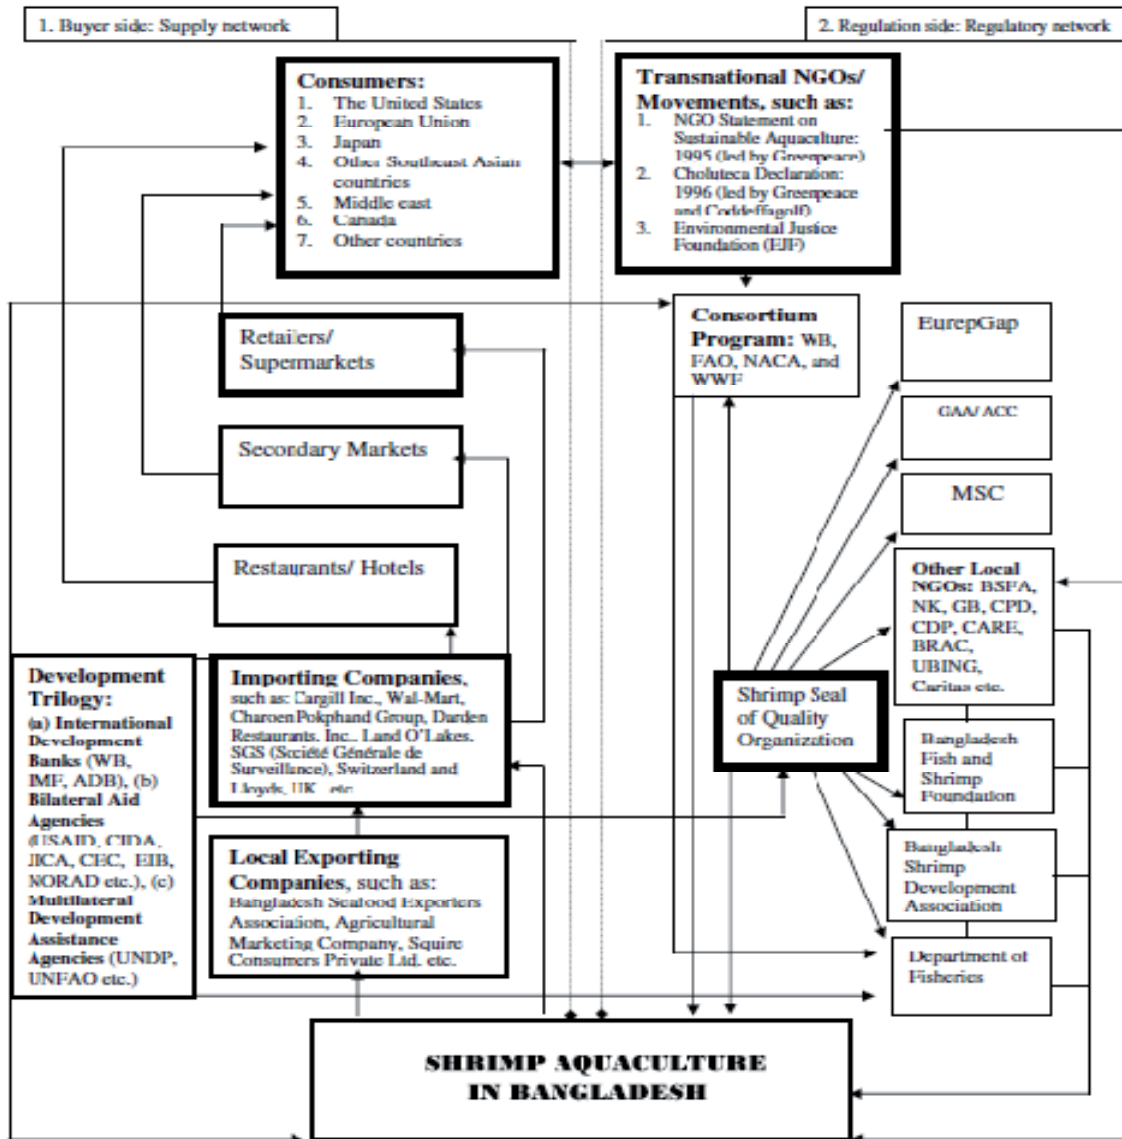 1. Buyer side: Supply network
2. Regulation side: Regulatory network
Consumers:
1. The United States
2. European Union
3. Japan
4. Other Southeast Asian
countries
5. Middle east
6. Canada
7. Other countries
Transnational NGOs/
Movements, such as:
1. NGO Statement on
Sustainable Aquaculture:
1995 (led by Greenpeace)
2. Choluteca Declaration:
1996 (led by Greenpeace
and Coddeffagolf)
3. Environmental Justice
Foundation (EJF)
Retailers/
Supermarkets
Secondary Markets
Restaurants/ Hotels
Consortium
Program: WB,
FAO, NACA, and
WWF
EurepGap
GAA/ ACC
MSC
Other Local
NGOs: BSFA,
NK, GB, CPD,
CDP, CARE,
BRAC,
UBING,
Caritas etc.
Development
Trilogy:
(a) International
Development
Banks (WB,
IMF, ADB), (b)
Bilateral Aid
Agencies
(USAID, CIDA,
JICA, CEC, EIB,
NORAD etc.), (c)
Multilateral
Development
Assistance
Agencies (UNDP,
UNFAO etc.)
Importing Companies,
such as: Cargill Inc., Wal-Mart,
CharoenPokphand Group, Darden
Restaurants, Inc., Land O'Lakes,
SGS (Société Générale de
Surveillance), Switzerland and
Lloyds, UK, etc
Shrimp Seal
of Quality
Organization
Bangladesh
Fish and
Shrimp
Foundation
Local Exporting
Companies, such as:
Bangladesh Seafood Exporters
Association, Agricultural
Marketing Company, Squire
Consumers Private Ltd. etc.
Bangladesh
Shrimp
Development
Association
Department of
Fisheries
SHRIMP AQUACULTURE
IN BANGLADESH